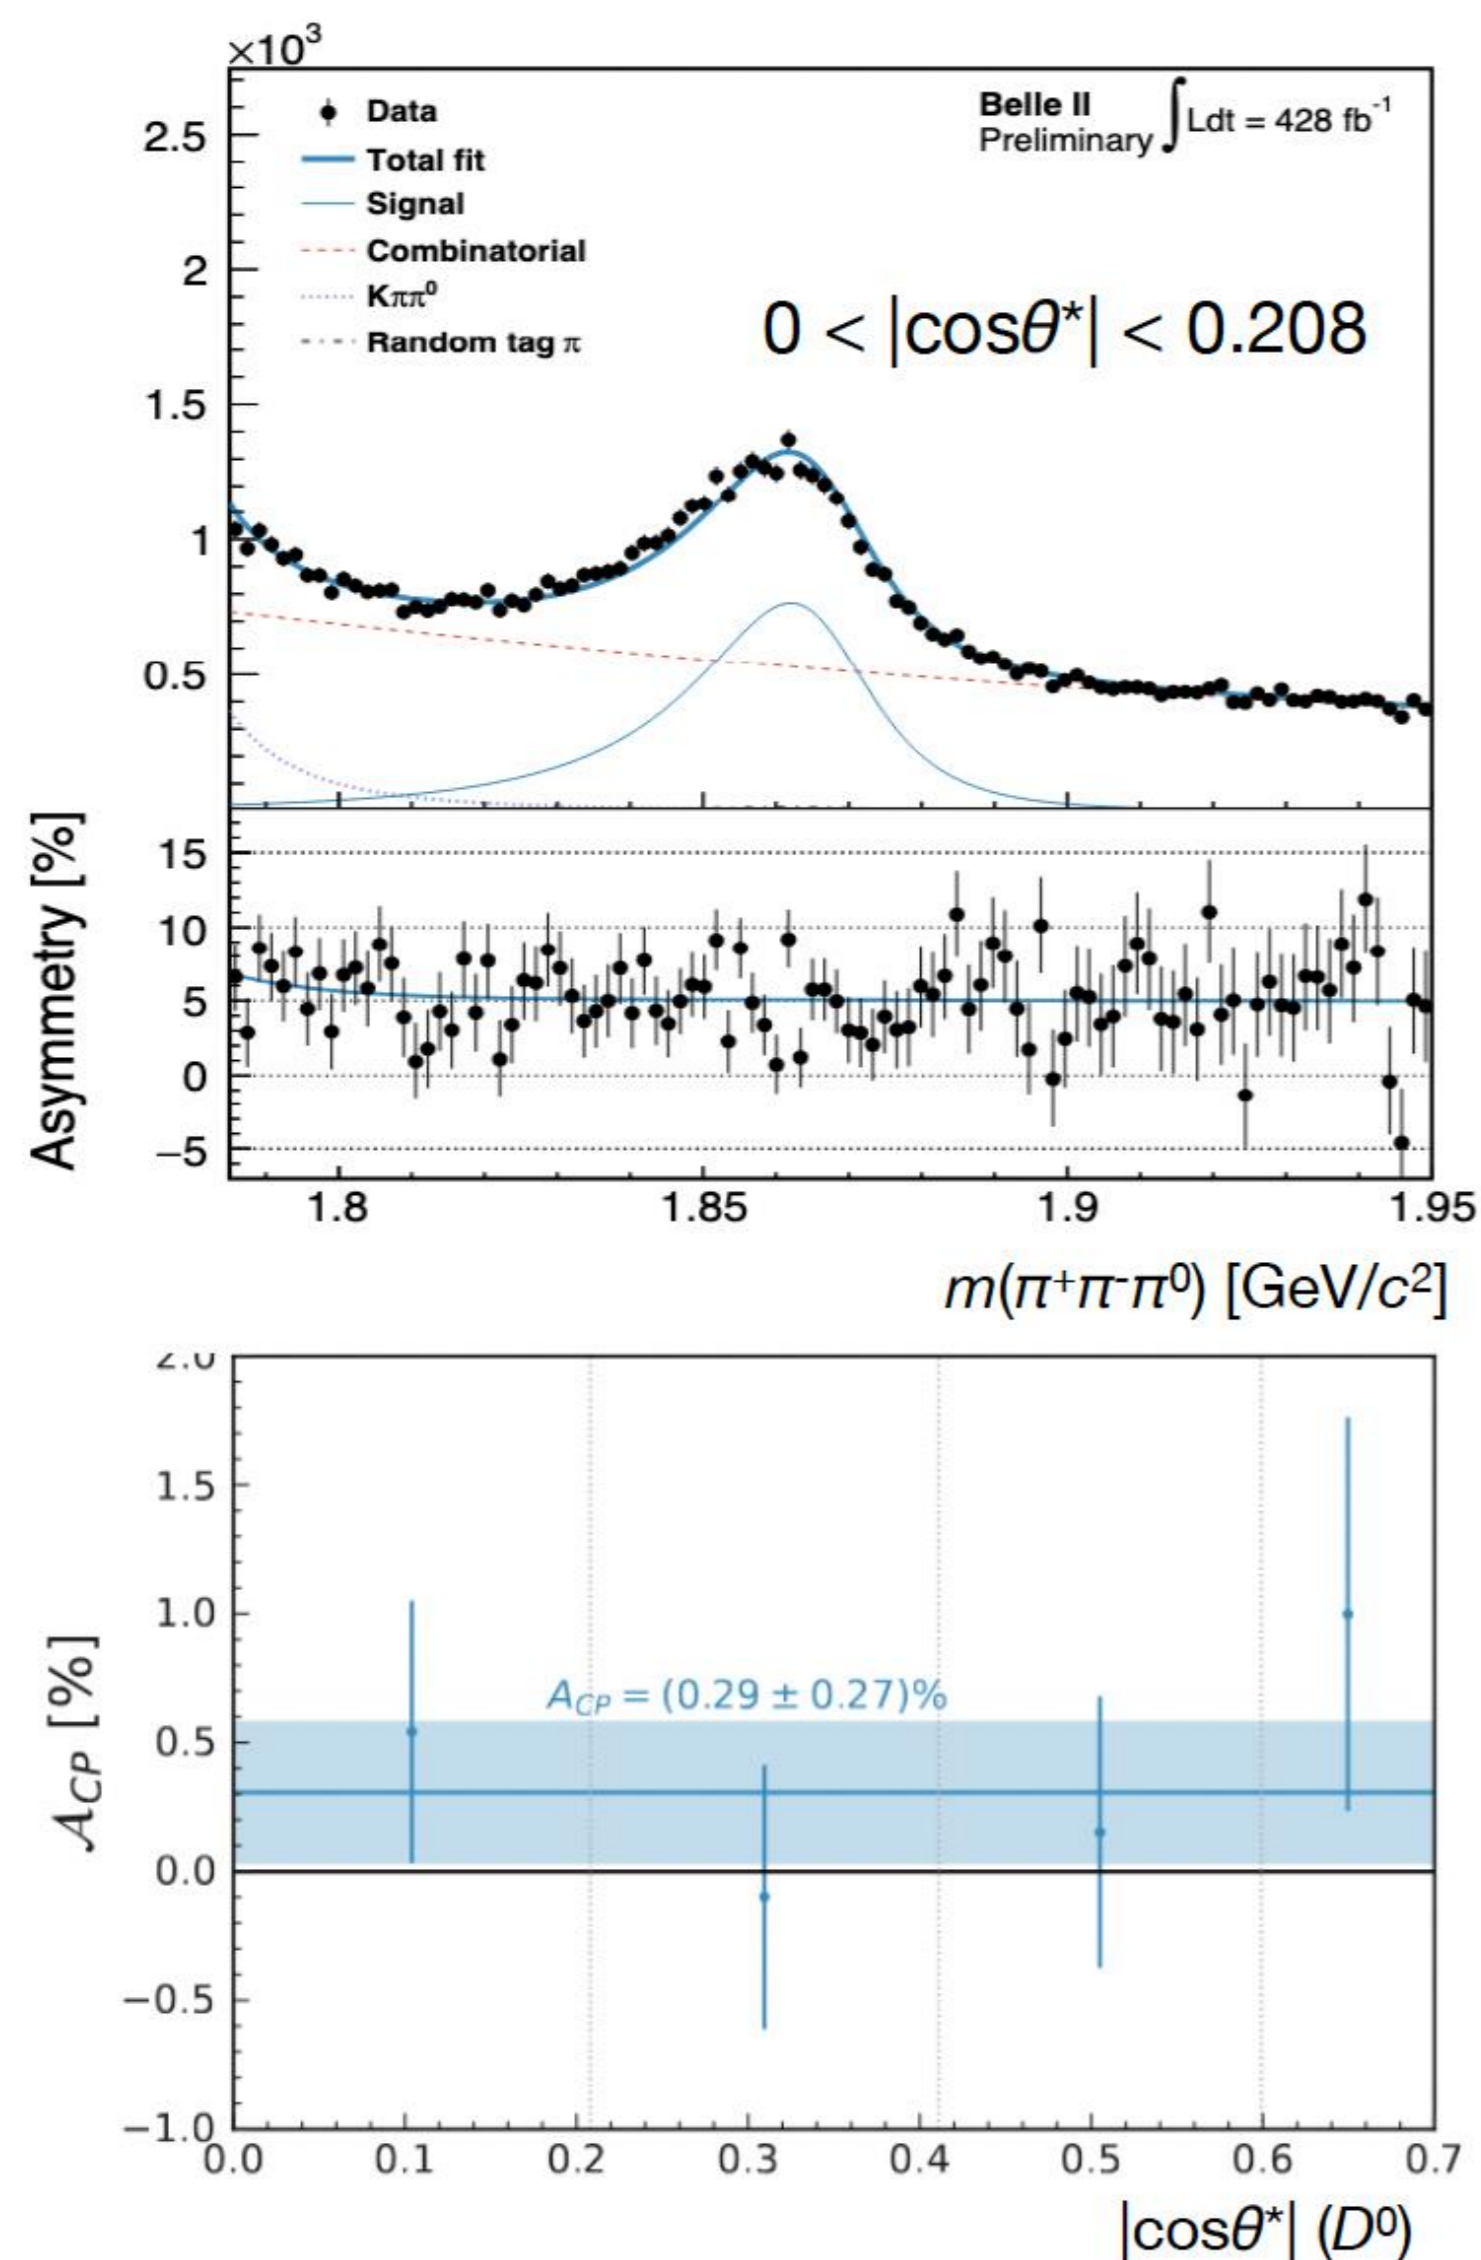 ×10³
2.5
2
1.5
1
0.5
Data
Total fit
Signal
Combinatorial
Kππ⁰
Random tag π
Belle II
Preliminary
∫Ldt = 428 fb⁻¹
0 < |cosθ*| < 0.208
Asymmetry [%]
15
10
5
0
−5
1.8 1.85 1.9 1.95
m(π⁺π⁻π⁰) [GeV/c²]
2.0
1.5
1.0
0.5
0.0
−0.5
−1.0
A_CP [%]
A_CP = (0.29 ± 0.27)%
0.0 0.1 0.2 0.3 0.4 0.5 0.6 0.7
|cosθ*| (D⁰)